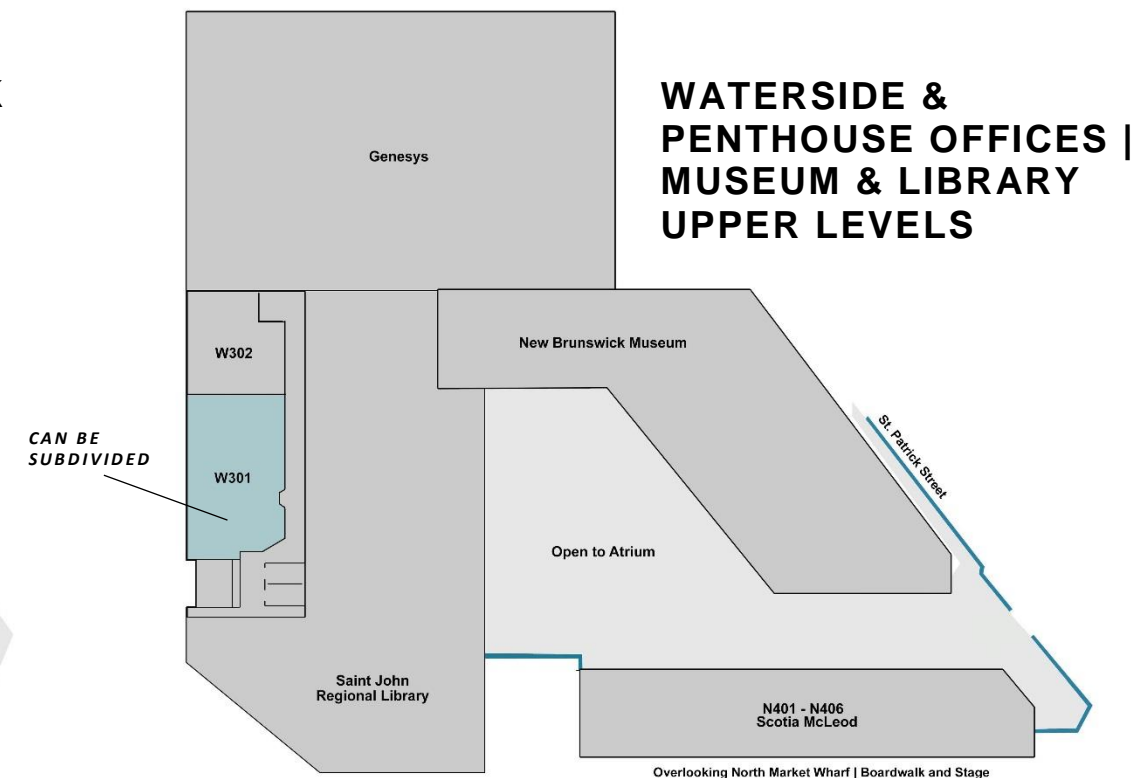 WATERSIDE &
PENTHOUSE OFFICES |
MUSEUM & LIBRARY
UPPER LEVELS
Genesys
W302
New Brunswick Museum
CAN BE
SUBDIVIDED
W301
St. Patrick Street
Open to Atrium
Saint John
Regional Library
N401 - N406
Scotia McLeod
Overlooking North Market Wharf | Boardwalk and Stage